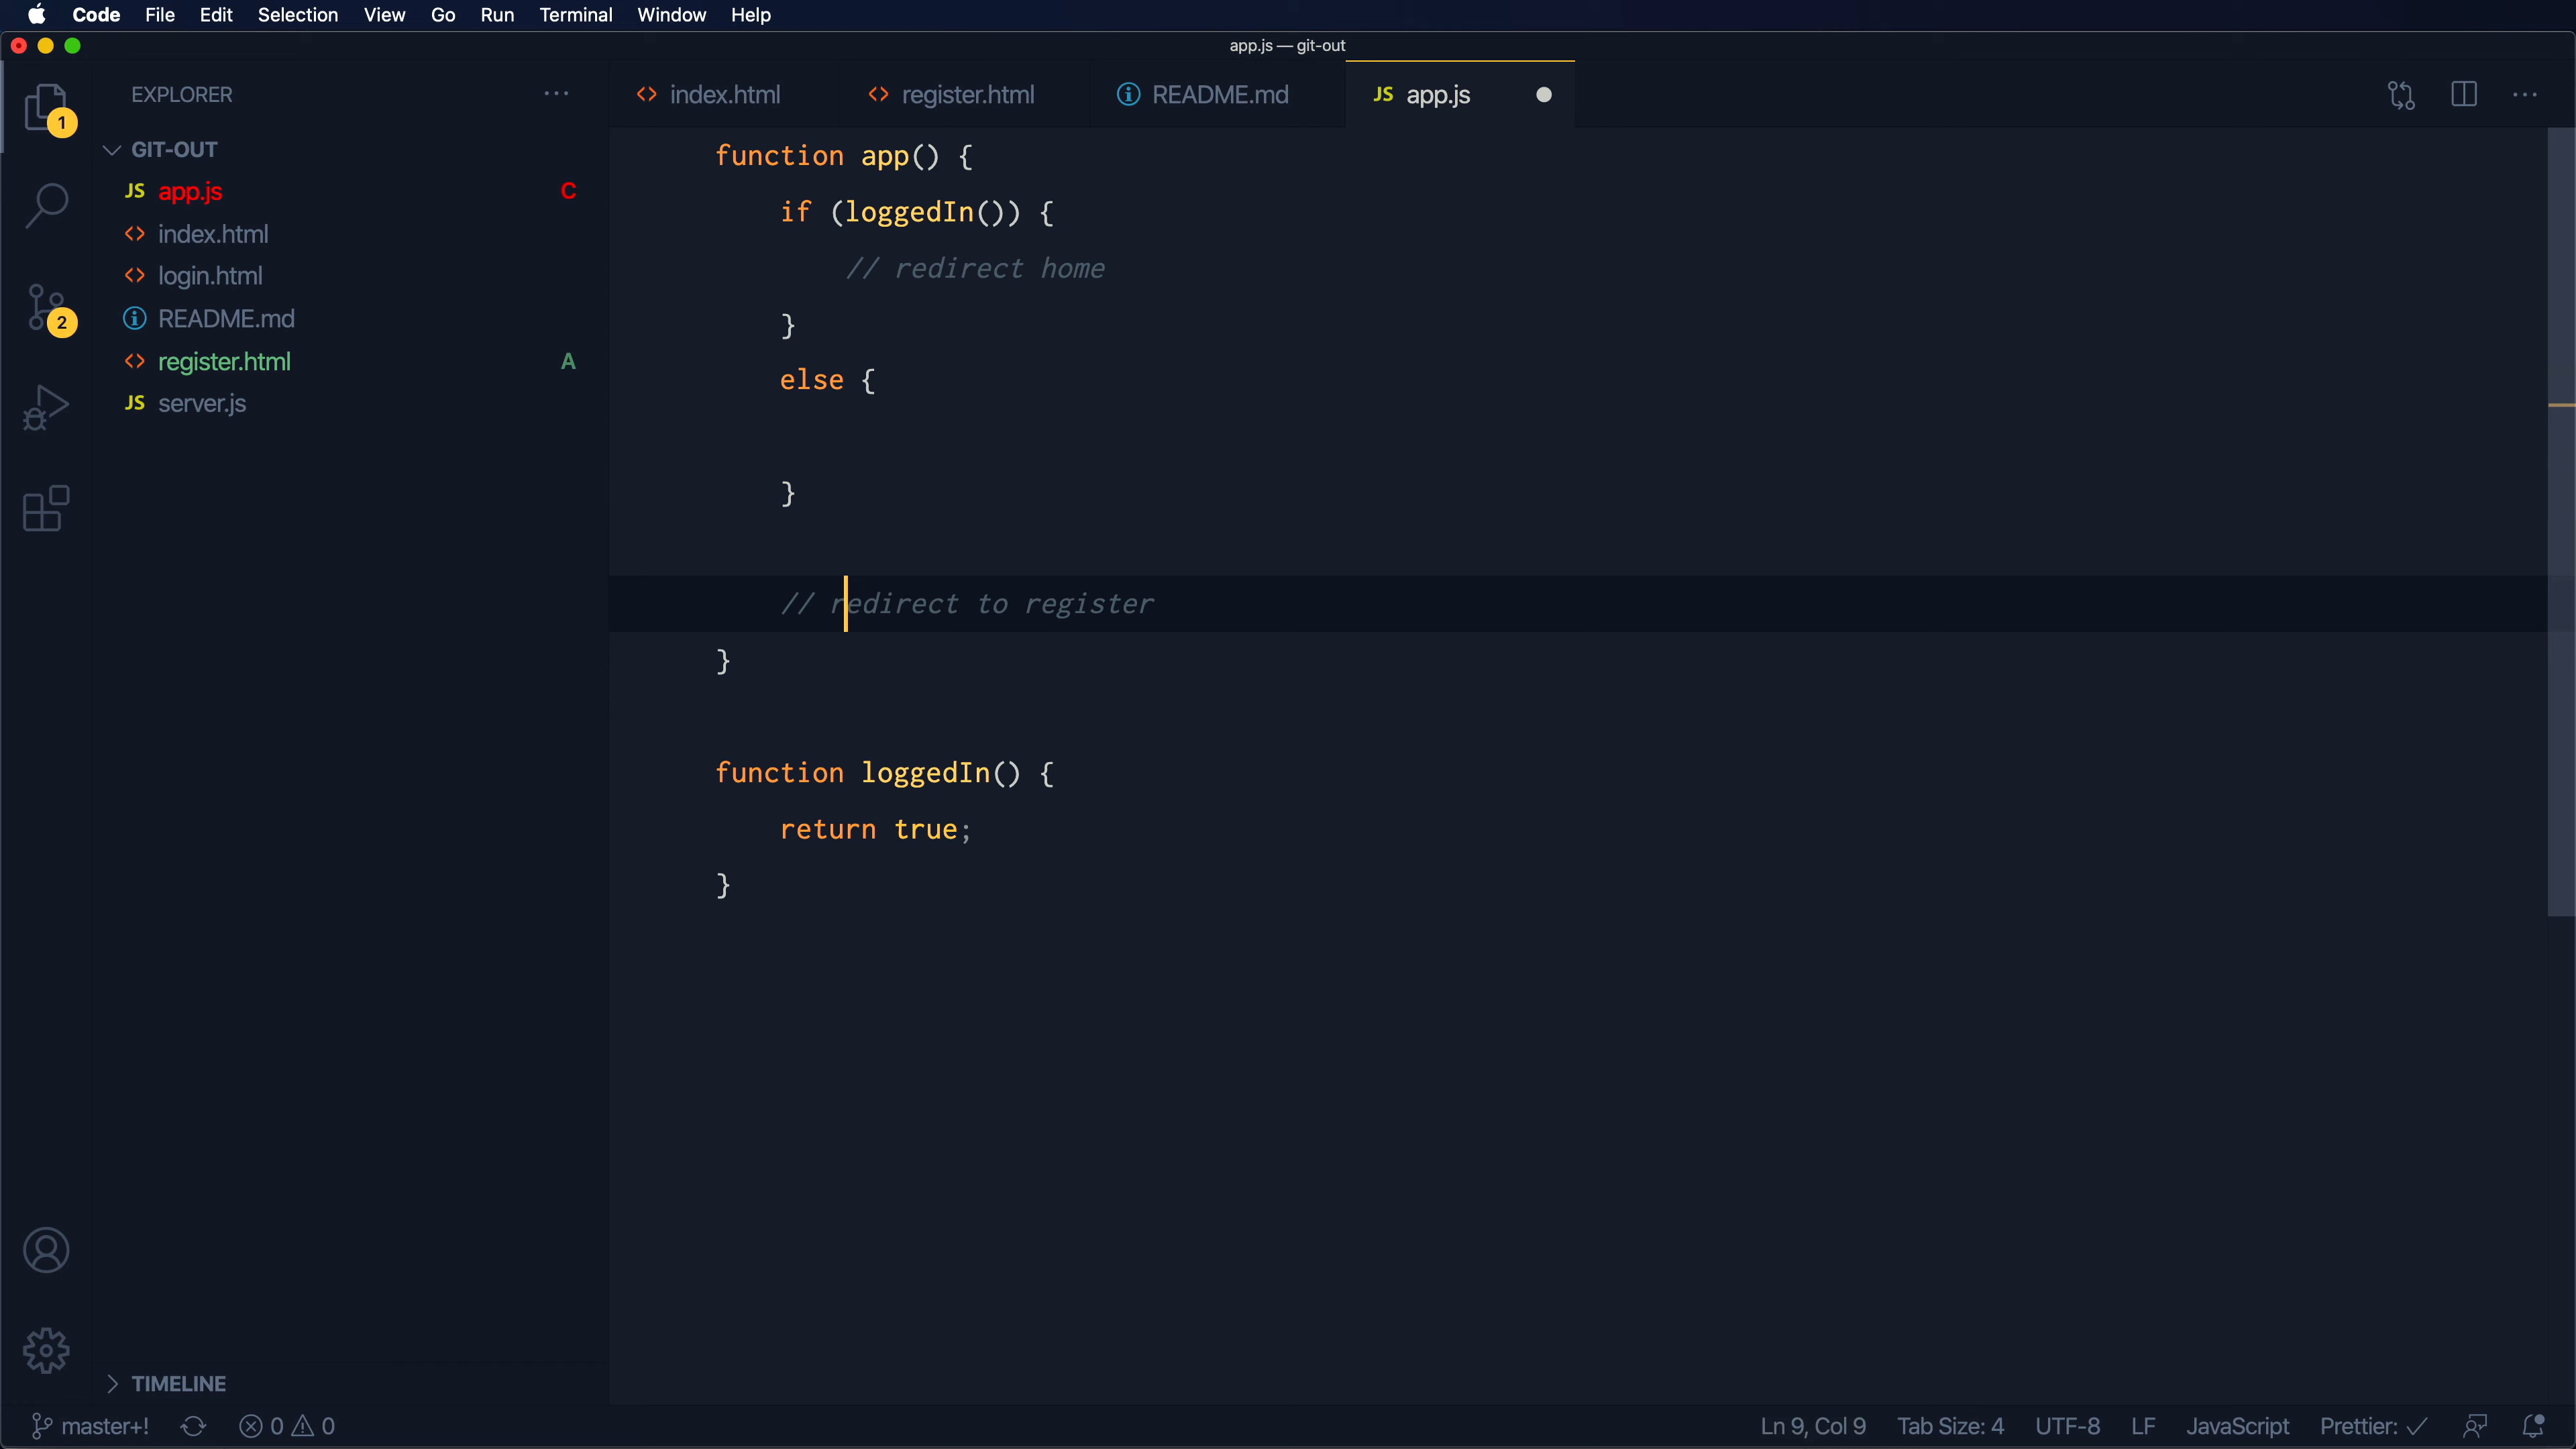 Code File Edit Selection View Go Run Terminal Window Help
app.js — git-out
EXPLORER
index.html
register.html
README.md
JS app.js
1
GIT-OUT
JS app.js C
index.html
login.html
2
README.md
register.html A
JS server.js
function app() {
if (loggedIn()) {
// redirect home
}
else {
}
// redirect to register
}
function loggedIn() {
return true;
}
TIMELINE
master+! 0 0 Ln 9, Col 9 Tab Size: 4 UTF-8 LF JavaScript Prettier: ✓